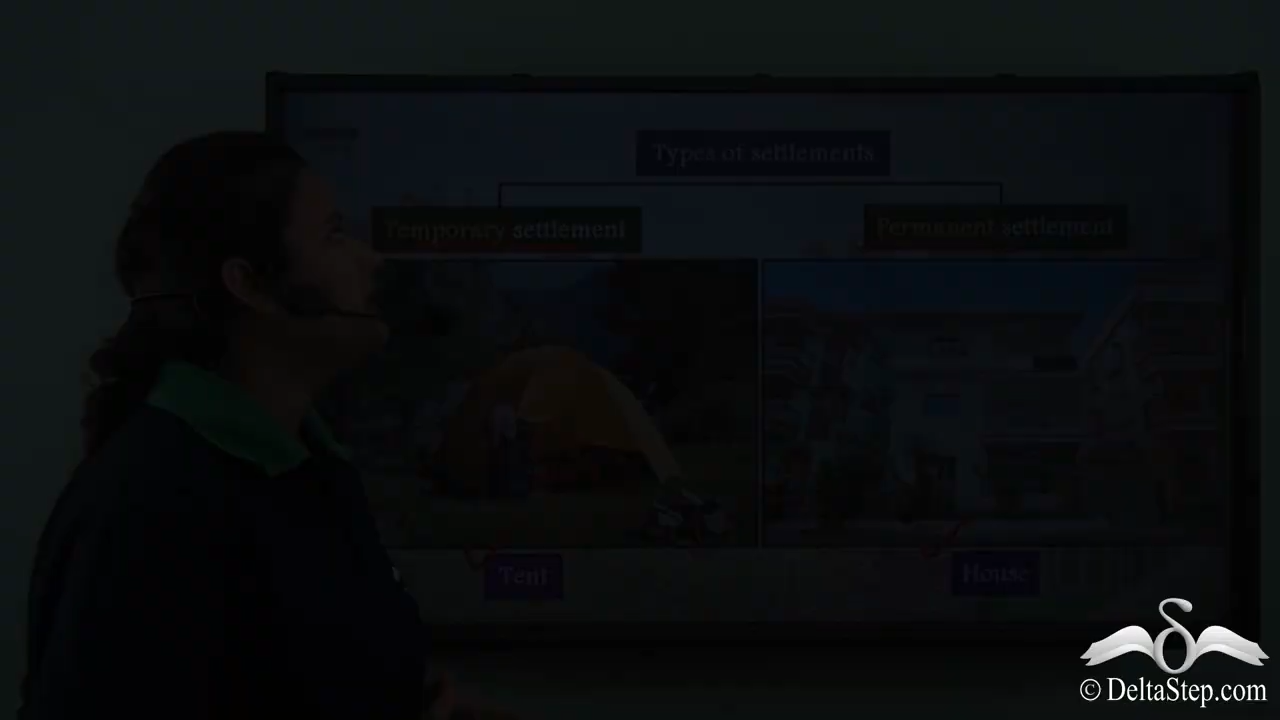 Types of settlements
Temporary settlement
Permanent settlement
Tent
House
© DeltaStep.com